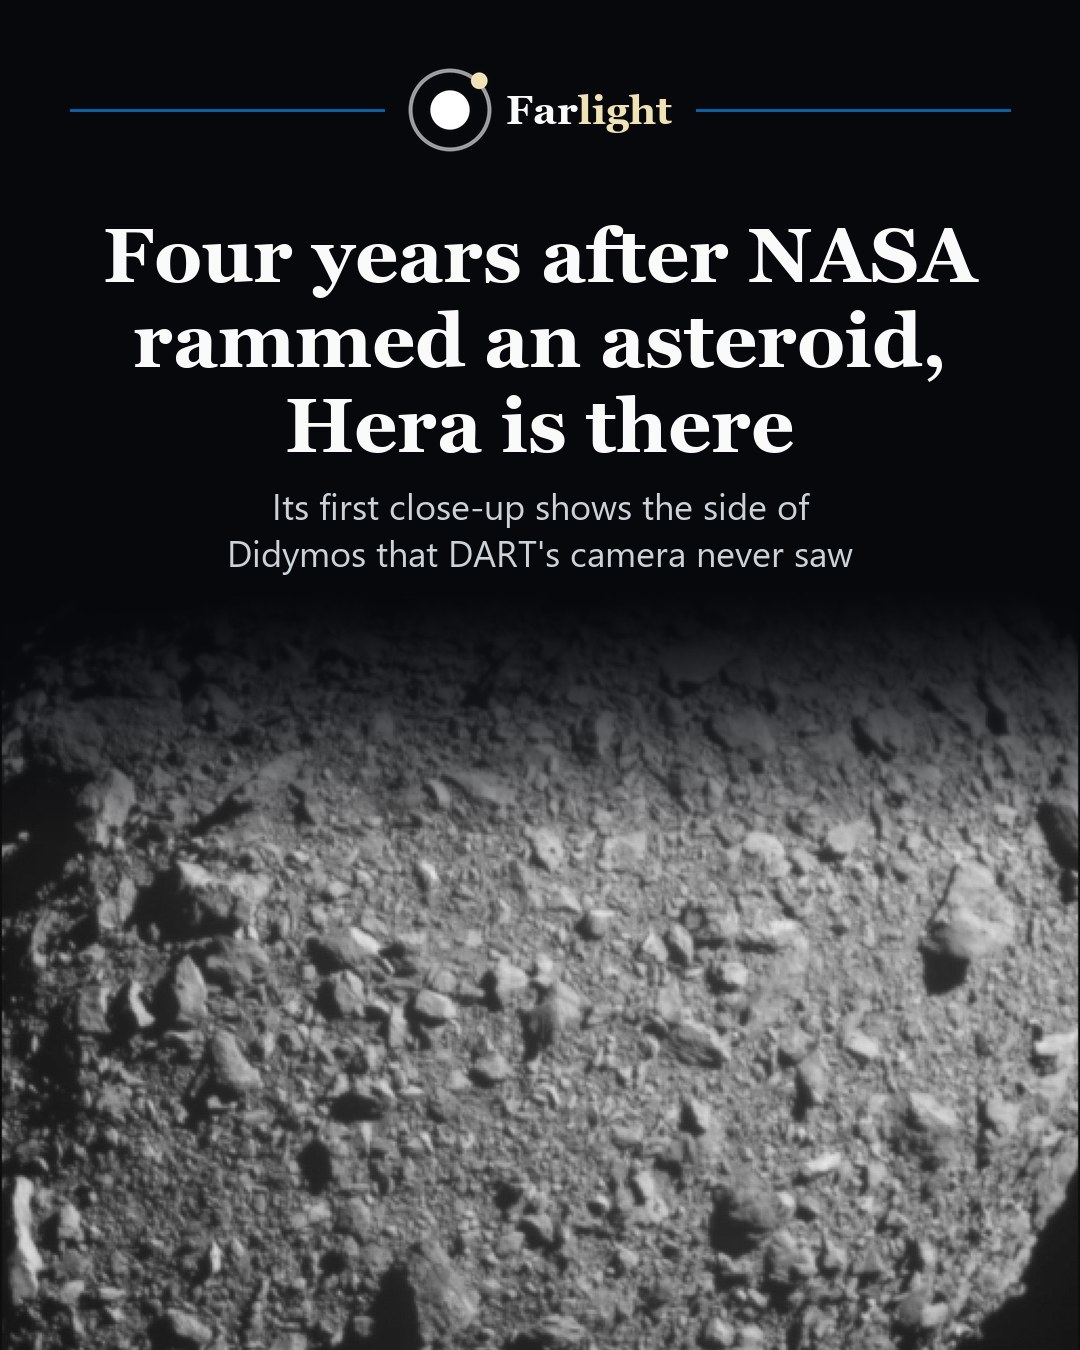 Farlight
Four years after NASA
rammed an asteroid,
Hera is there
Its first close-up shows the side of
Didymos that DART's camera never saw